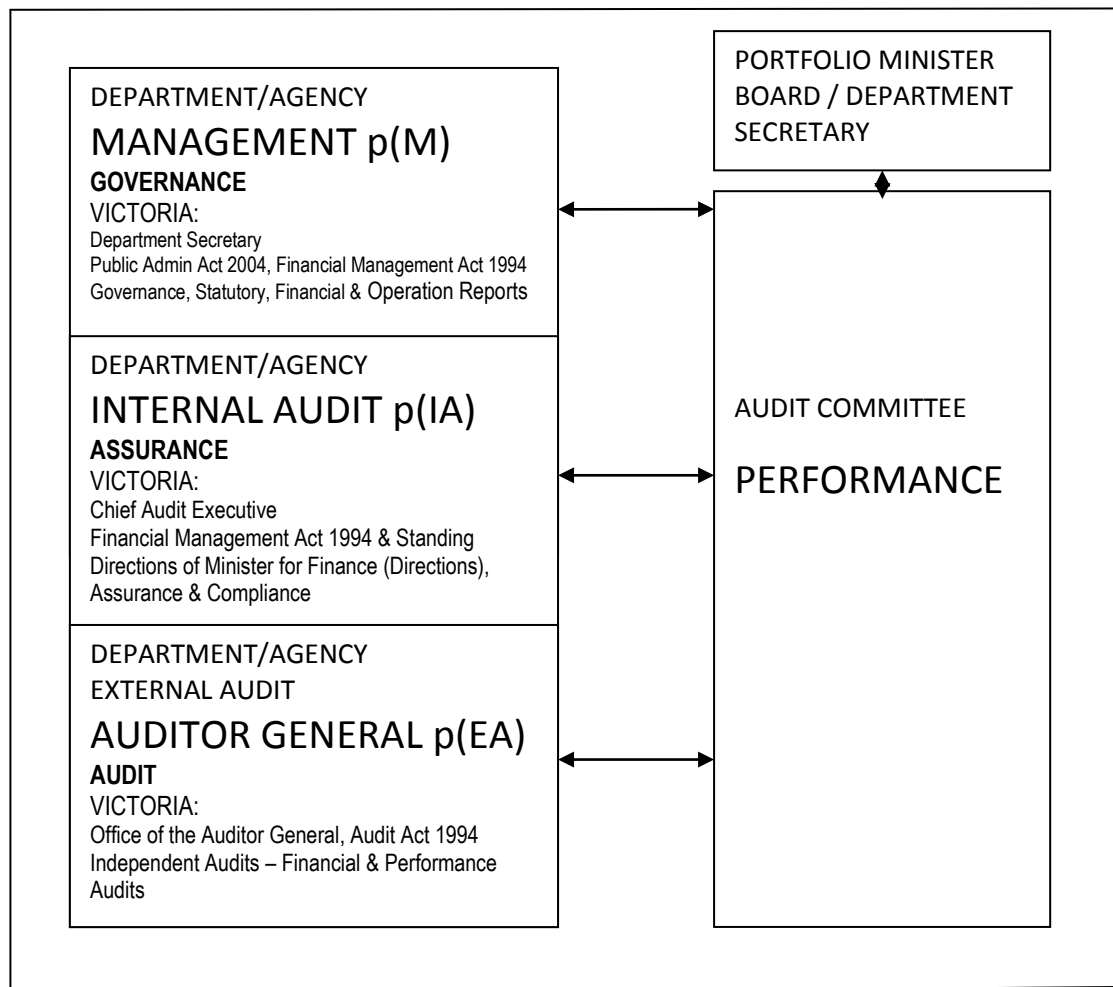 DEPARTMENT/AGENCY
MANAGEMENT p(M)
GOVERNANCE
VICTORIA:
Department Secretary
Public Admin Act 2004, Financial Management Act 1994
Governance, Statutory, Financial & Operation Reports
DEPARTMENT/AGENCY
INTERNAL AUDIT p(IA)
ASSURANCE
VICTORIA:
Chief Audit Executive
Financial Management Act 1994 & Standing
Directions of Minister for Finance (Directions),
Assurance & Compliance
DEPARTMENT/AGENCY
EXTERNAL AUDIT
AUDITOR GENERAL p(EA)
AUDIT
VICTORIA:
Office of the Auditor General, Audit Act 1994
Independent Audits – Financial & Performance
Audits
PORTFOLIO MINISTER
BOARD / DEPARTMENT
SECRETARY
AUDIT COMMITTEE
PERFORMANCE